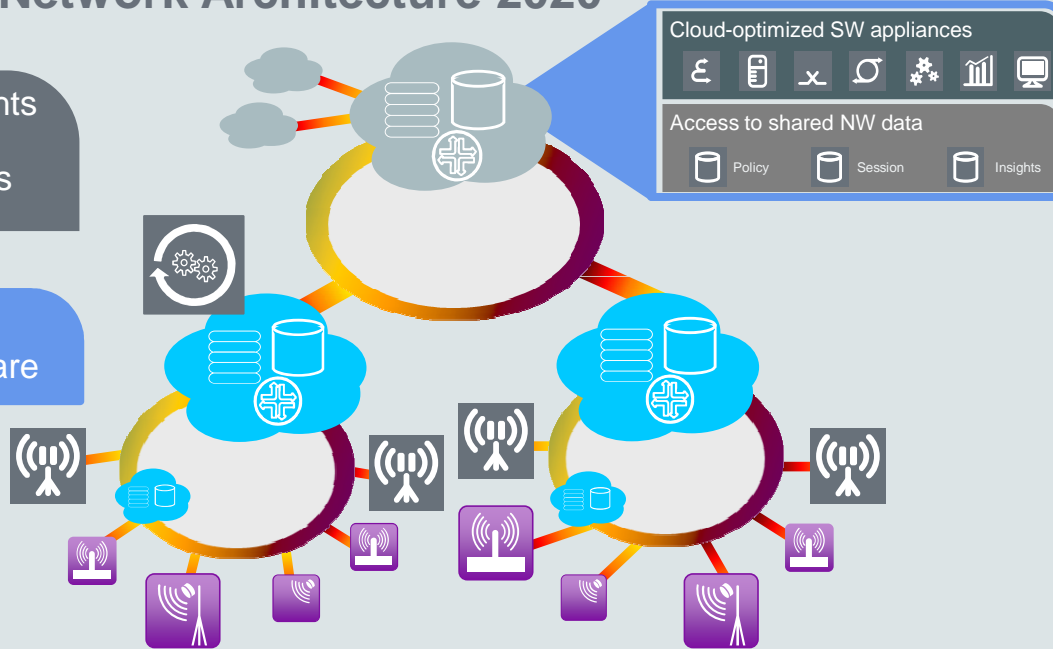 Network Architecture 2020
nts
s
are
Cloud-optimized SW appliances
Access to shared NW data
Policy
Session
Insights